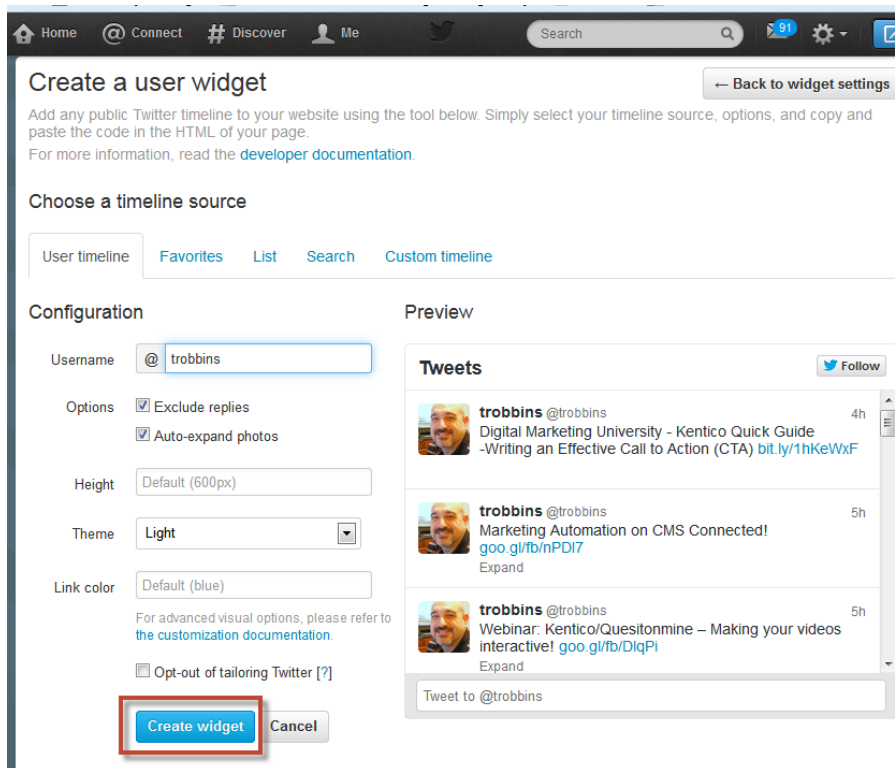 Home @ Connect # Discover Me Search 91
Create a user widget
← Back to widget settings
Add any public Twitter timeline to your website using the tool below. Simply select your timeline source, options, and copy and
paste the code in the HTML of your page.
For more information, read the developer documentation.
Choose a timeline source
User timeline Favorites List Search Custom timeline
Configuration
Username @ trobbins
Options Exclude replies
Auto-expand photos
Height Default (600px)
Theme Light
Link color Default (blue)
For advanced visual options, please refer to
the customization documentation.
Opt-out of tailoring Twitter [?]
Create widget Cancel
Preview
Tweets Follow
trobbins @trobbins 4h
Digital Marketing University - Kentico Quick Guide
-Writing an Effective Call to Action (CTA) bit.ly/1hKeWxF
trobbins @trobbins 5h
Marketing Automation on CMS Connected!
goo.gl/fb/nPDI7
Expand
trobbins @trobbins 5h
Webinar: Kentico/Quesitonmine – Making your videos
interactive! goo.gl/fb/DlqPi
Expand
Tweet to @trobbins